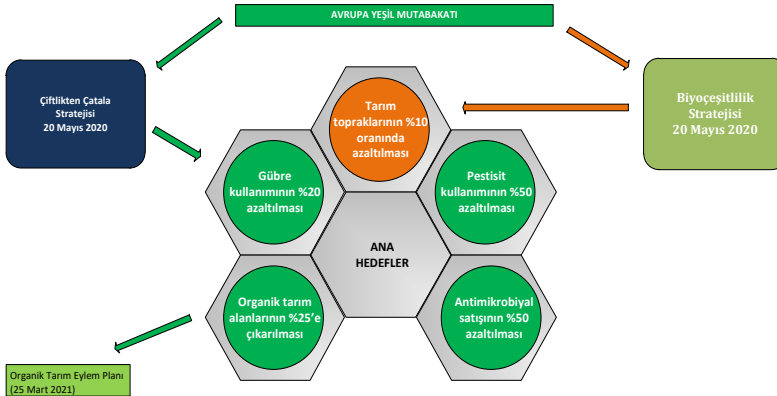 AVRUPA YEŞİL MUTABAKATI
Çiftlikten Çatala
Stratejisi
20 Mayıs 2020
Biyoçeşitlilik
Stratejisi
20 Mayıs 2020
Tarım
topraklarının %10
oranında
azaltılması
Gübre
kullanımının %20
azaltılması
Pestisit
kullanımının %50
azaltılması
ANA
HEDEFLER
Organik tarım
alanlarının %25’e
çıkarılması
Antimikrobiyal
satışının %50
azaltılması
Organik Tarım Eylem Planı
(25 Mart 2021)